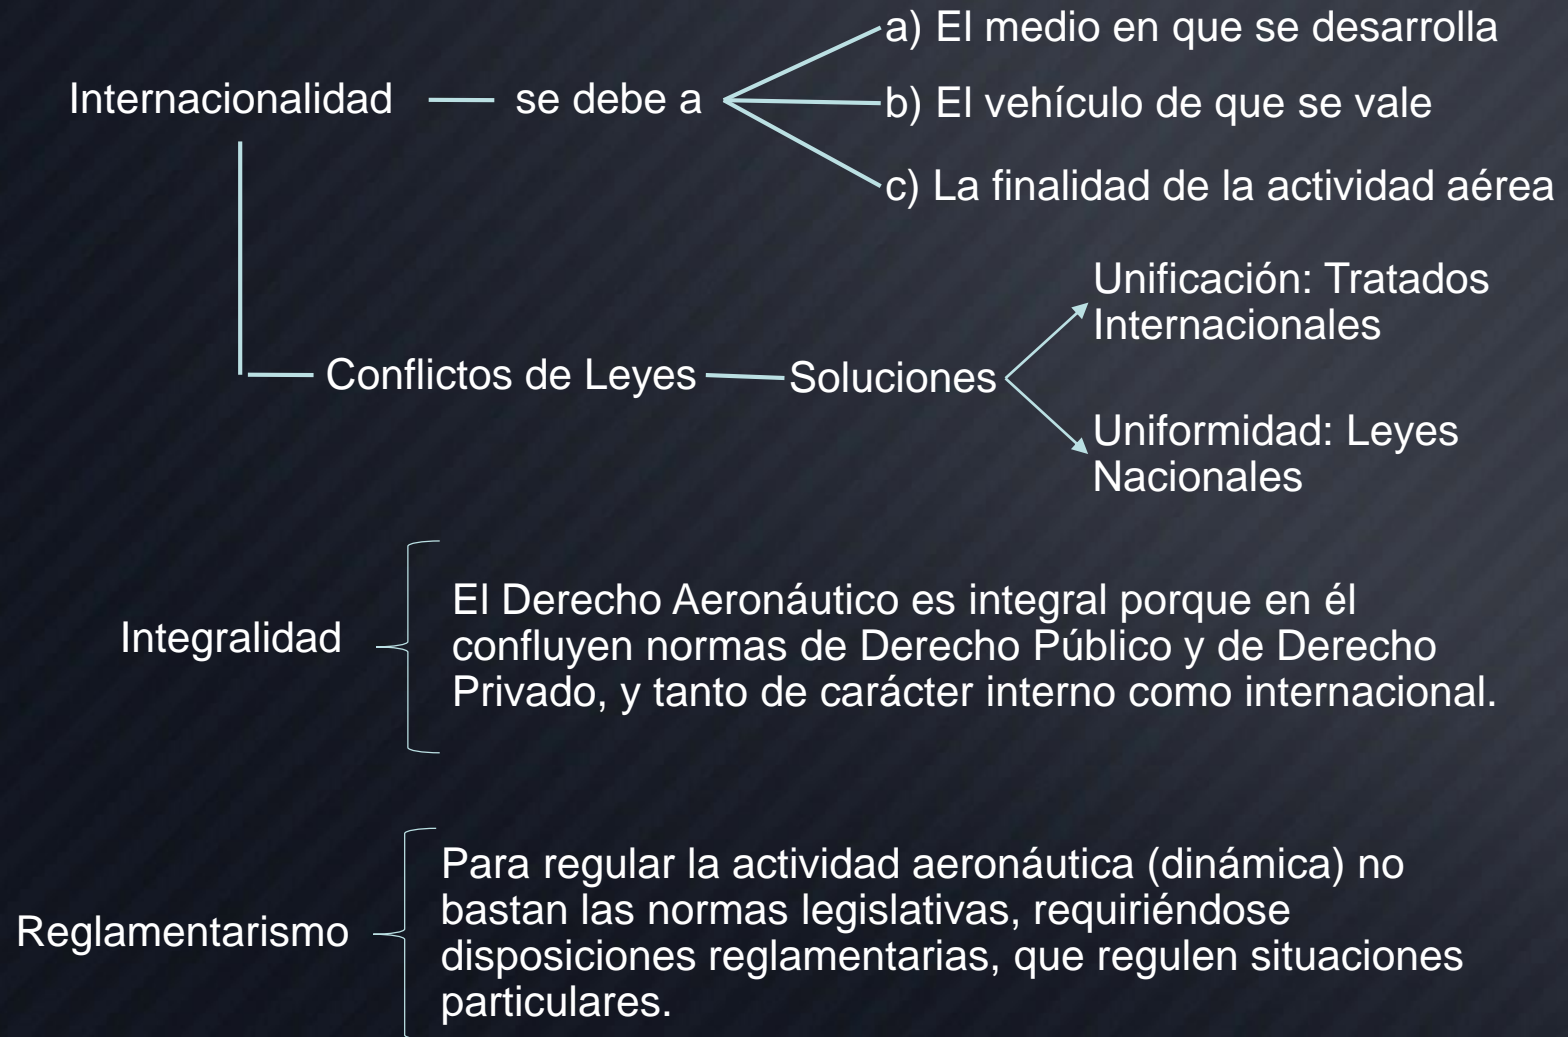 Internacionalidad
se debe a
a) El medio en que se desarrolla
b) El vehículo de que se vale
c) La finalidad de la actividad aérea
Conflictos de Leyes
Soluciones
Unificación: Tratados
Internacionales
Uniformidad: Leyes
Nacionales
Integralidad
El Derecho Aeronáutico es integral porque en él
confluyen normas de Derecho Público y de Derecho
Privado, y tanto de carácter interno como internacional.
Reglamentarismo
Para regular la actividad aeronáutica (dinámica) no
bastan las normas legislativas, requiriéndose
disposiciones reglamentarias, que regulen situaciones
particulares.